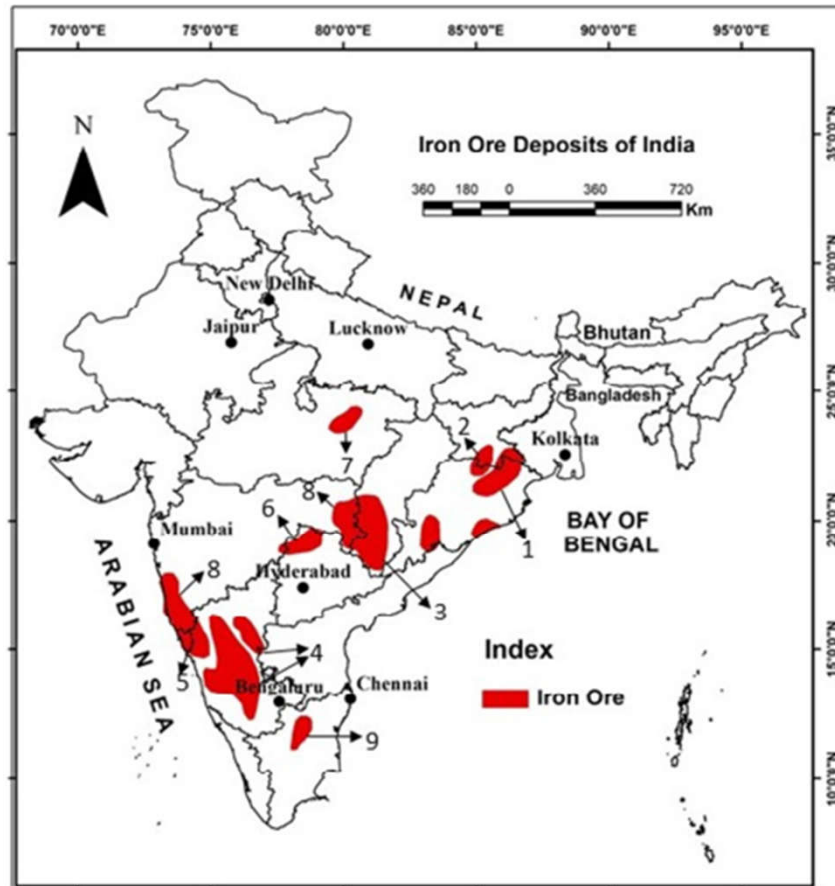 70°0'0"E 75°0'0"E 80°0'0"E 85°0'0"E 90°0'0"E 95°0'0"E
N
Iron Ore Deposits of India
360 180 0 360 720
Km
35°0'0"N
30°0'0"N
25°0'0"N
20°0'0"N
15°0'0"N
10°0'0"N
New Delhi
NEPAL
Jaipur
Lucknow
Bhutan
Bangladesh
2
Kolkata
7
8
6
Mumbai
BAY OF
BENGAL
1
ARABIAN SEA
Hyderabad
8
3
4
Index
5
Bengaluru
Chennai
Iron Ore
9